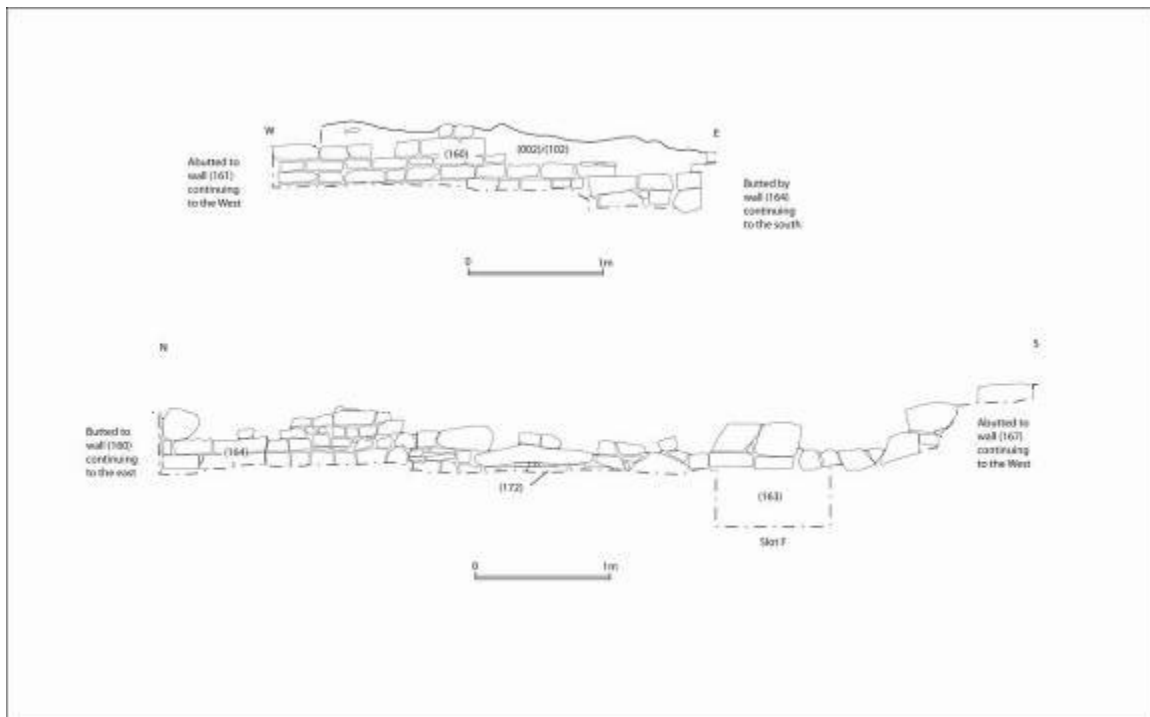 W
E
(160)
(002)/(102)
Abutted to
wall (161)
continuing
to the West
Butted by
wall (164)
continuing
to the south
0
1m
N
S
Butted to
wall (160)
continuing
to the east
(164)
Abutted to
wall (167)
continuing
to the West
(172)
(163)
Slot F
0
1m